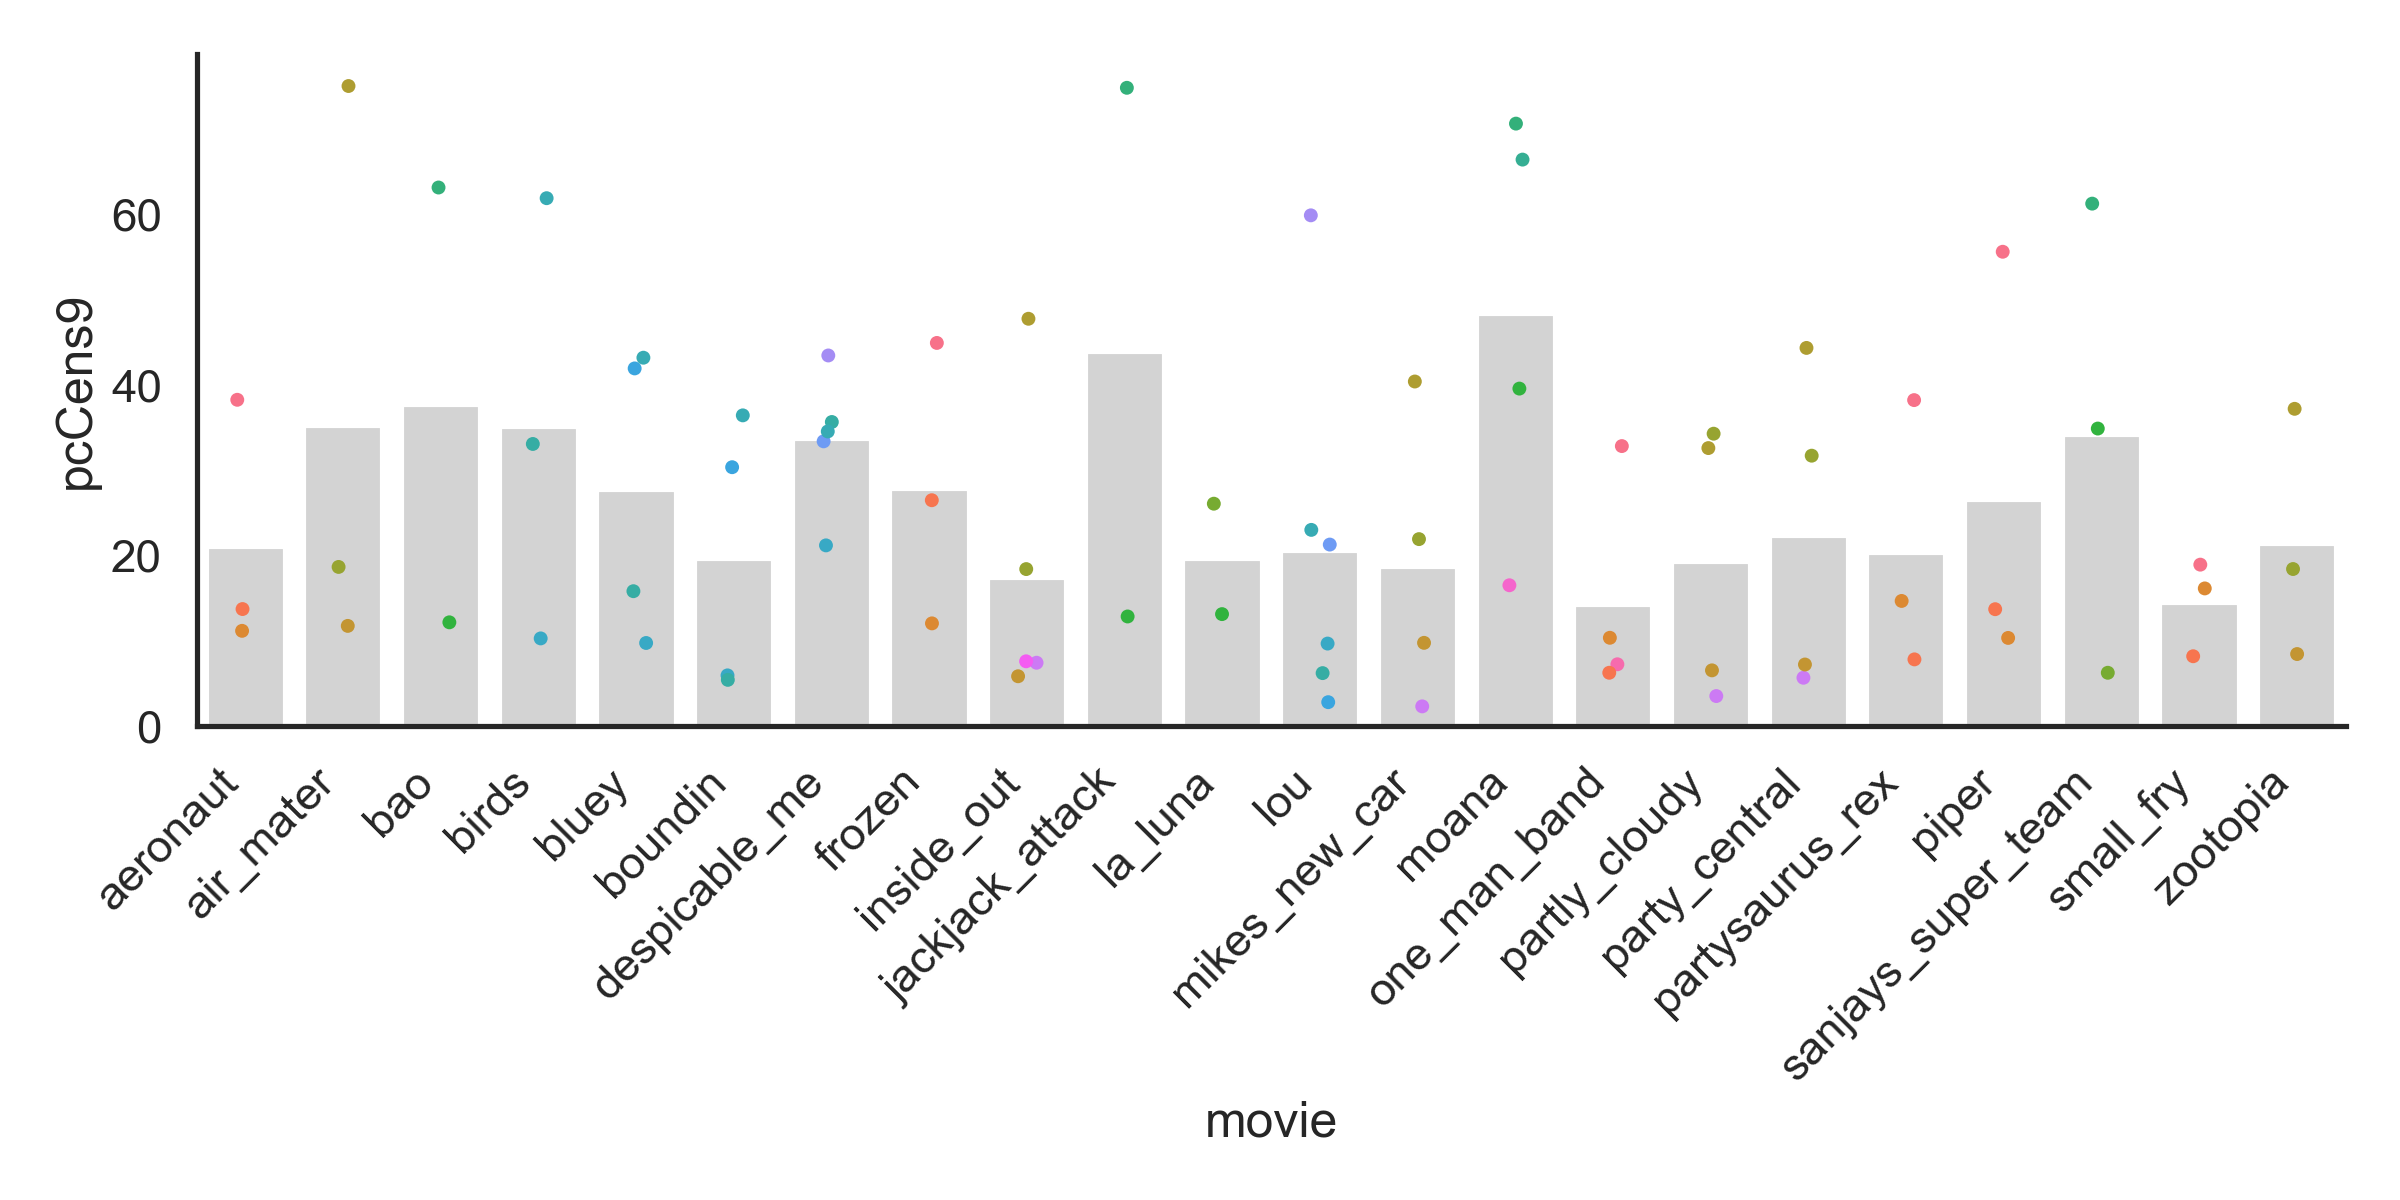 pcCens9
60
40
20
0
aeronaut
air_mater
bao
birds
bluey
boundin
despicable_me
frozen
inside_out
jackjack_attack
la_luna
lou
mikes_new_car
moana
one_man_band
partly_cloudy
party_central
partysaurus_rex
piper
sanjays_super_team
small_fry
zootopia
movie